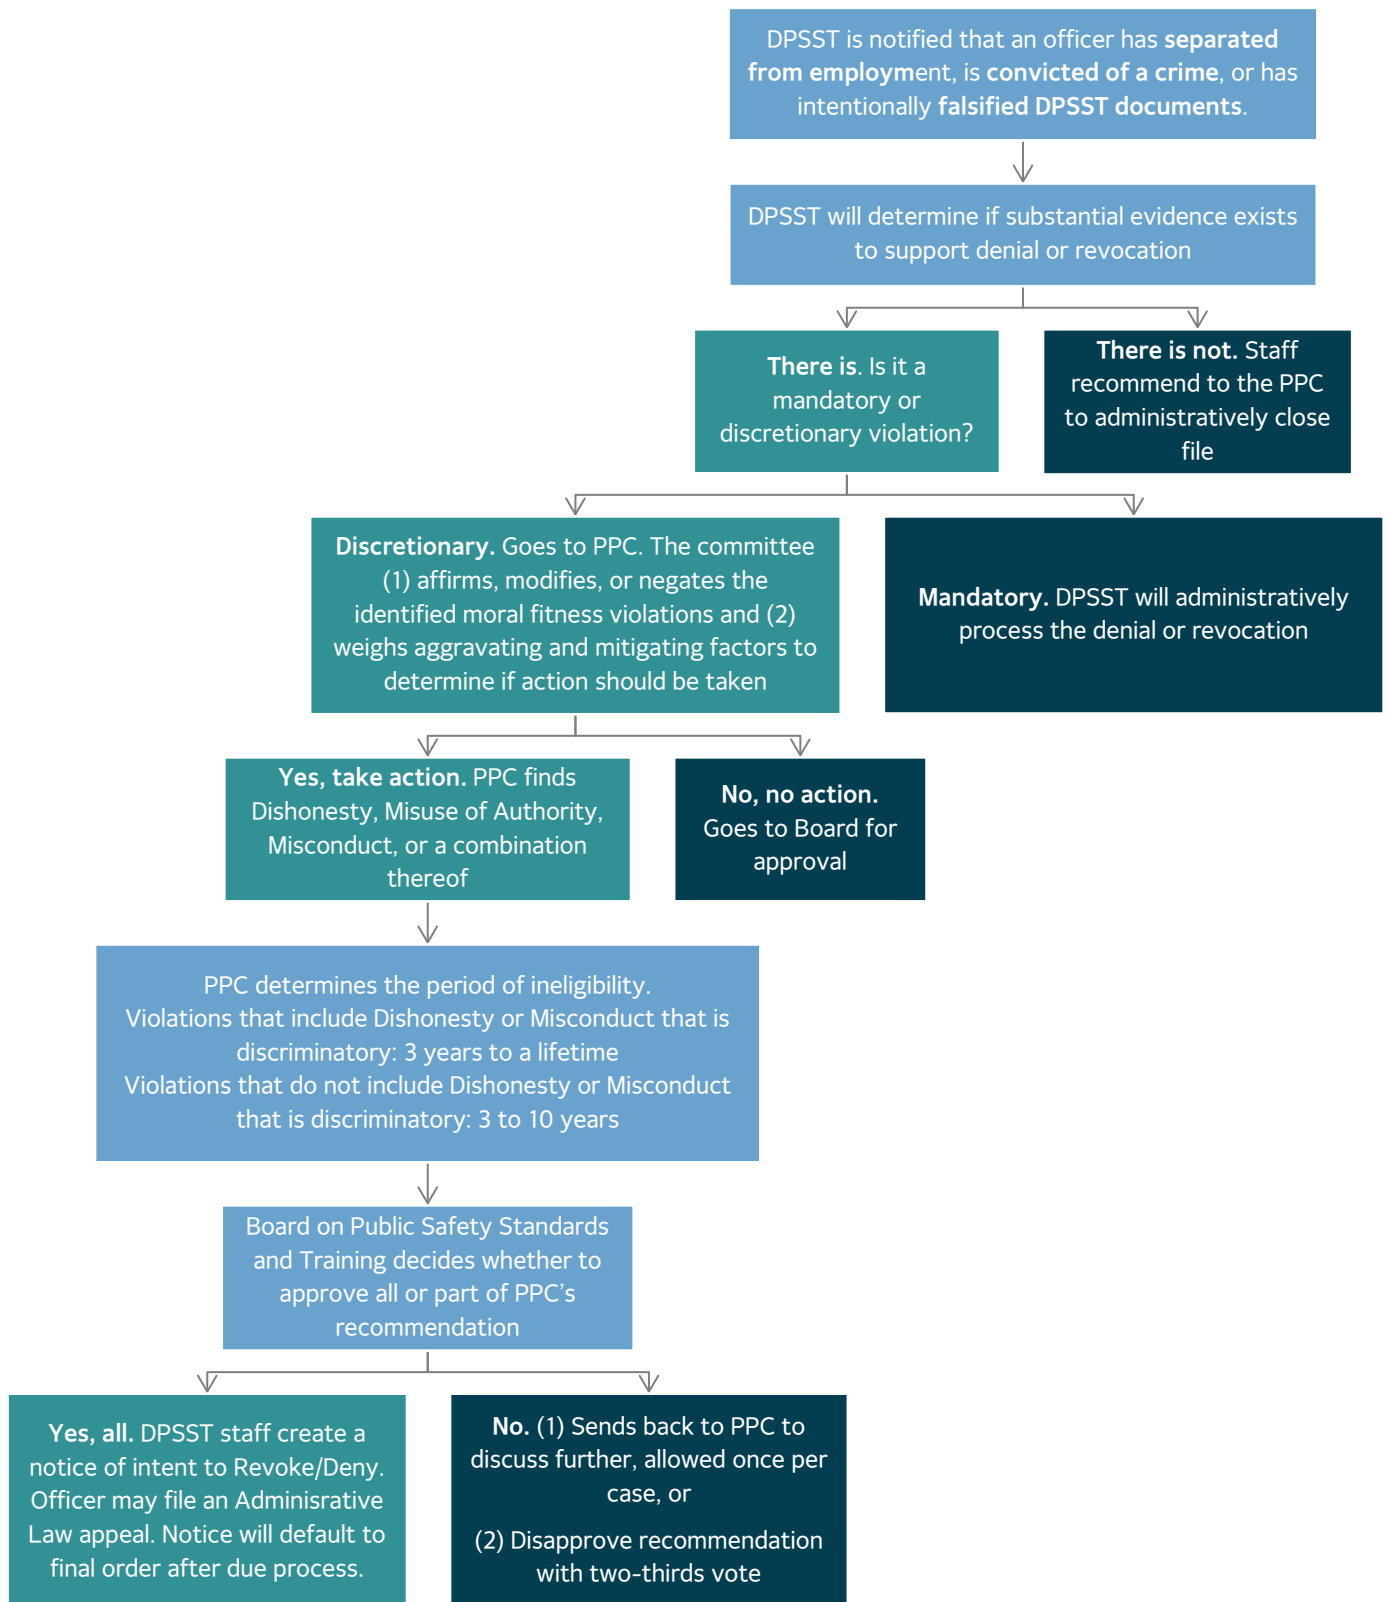 DPSST is notified that an officer has separated
from employment, is convicted of a crime, or has
intentionally falsified DPSST documents.
DPSST will determine if substantial evidence exists
to support denial or revocation
There is. Is it a
mandatory or
discretionary violation?
There is not. Staff
recommend to the PPC
to administratively close
file
Discretionary. Goes to PPC. The committee
(1) affirms, modifies, or negates the
identified moral fitness violations and (2)
weighs aggravating and mitigating factors to
determine if action should be taken
Mandatory. DPSST will administratively
process the denial or revocation
Yes, take action. PPC finds
Dishonesty, Misuse of Authority,
Misconduct, or a combination
thereof
No, no action.
Goes to Board for
approval
PPC determines the period of ineligibility.
Violations that include Dishonesty or Misconduct that is
discriminatory: 3 years to a lifetime
Violations that do not include Dishonesty or Misconduct
that is discriminatory: 3 to 10 years
Board on Public Safety Standards
and Training decides whether to
approve all or part of PPC’s
recommendation
Yes, all. DPSST staff create a
notice of intent to Revoke/Deny.
Officer may file an Adminisrative
Law appeal. Notice will default to
final order after due process.
No. (1) Sends back to PPC to
discuss further, allowed once per
case, or
(2) Disapprove recommendation
with two-thirds vote